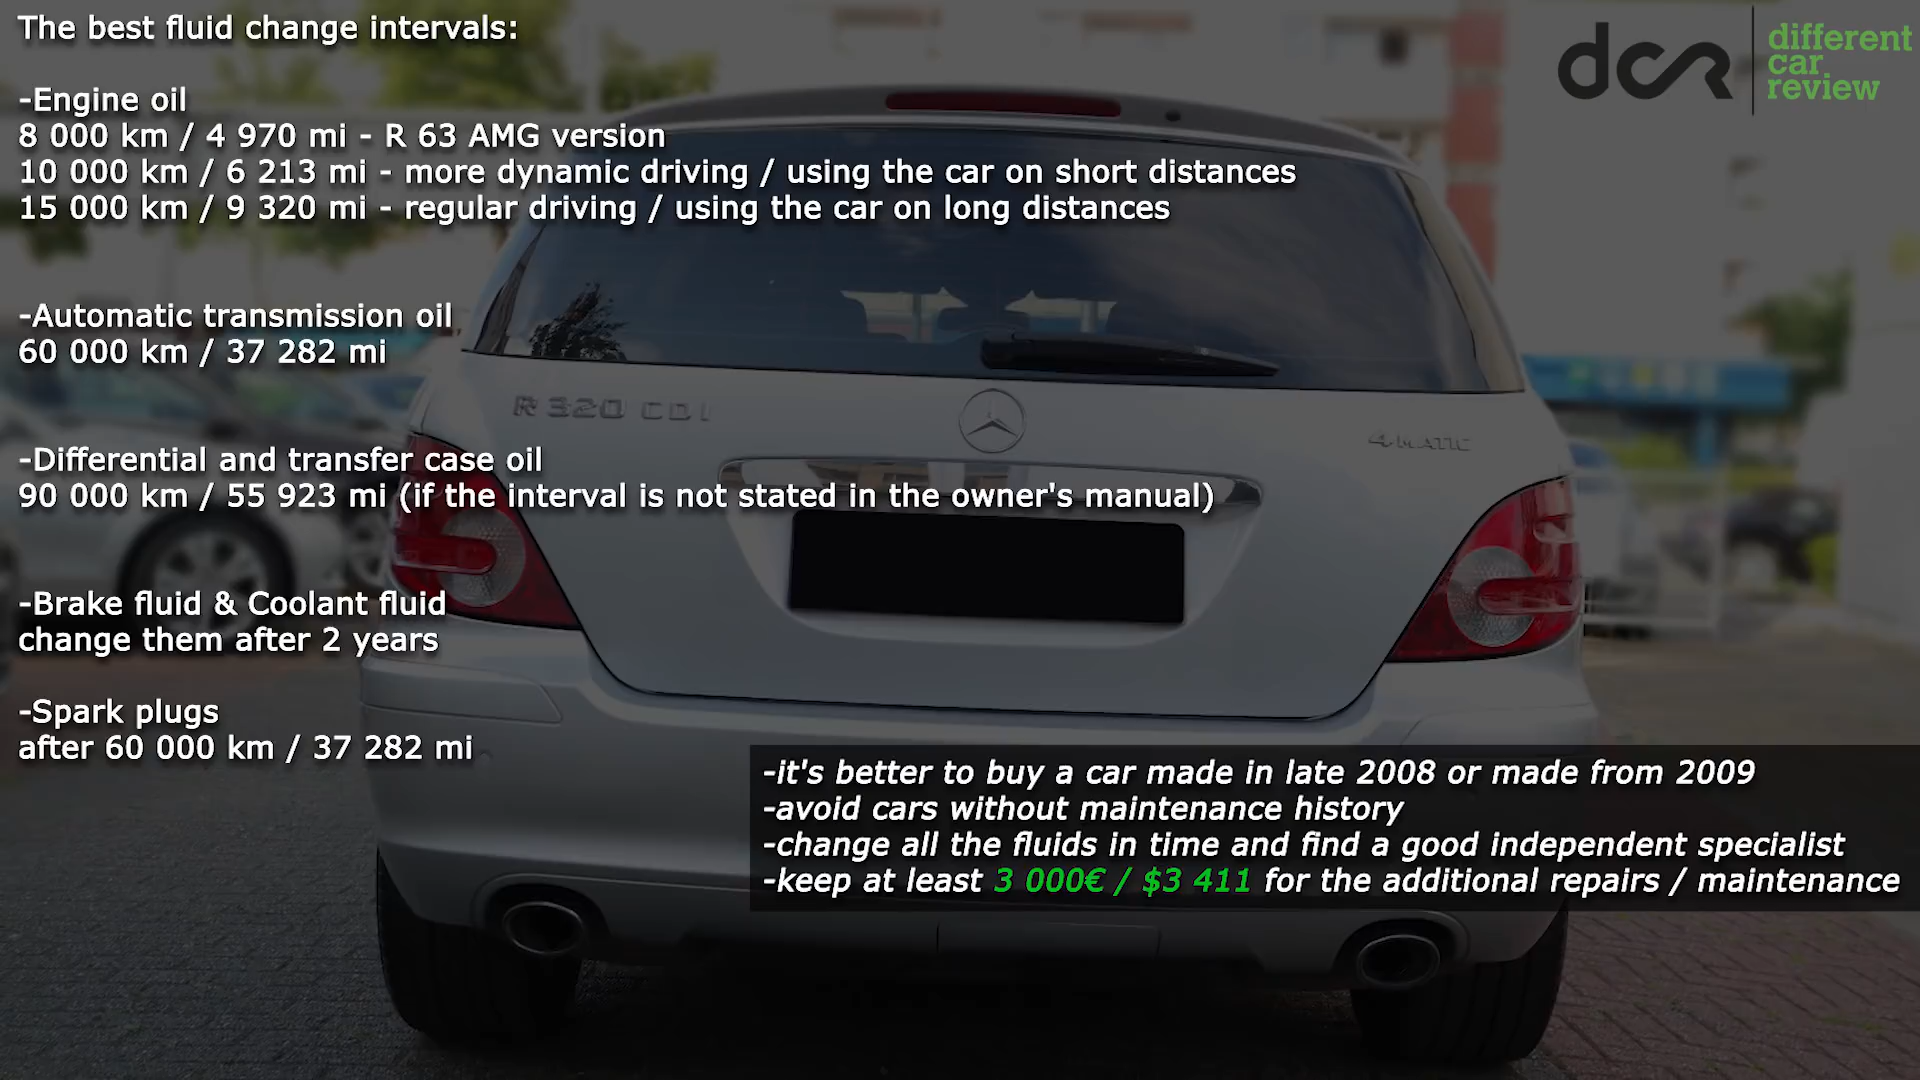 The best fluid change intervals:
-Engine oil
8 000 km / 4 970 mi - R 63 AMG version
10 000 km / 6 213 mi - more dynamic driving / using the car on short distances
15 000 km / 9 320 mi - regular driving / using the car on long distances
-Automatic transmission oil
60 000 km / 37 282 mi
-Differential and transfer case oil
90 000 km / 55 923 mi (if the interval is not stated in the owner's manual)
-Brake fluid & Coolant fluid
change them after 2 years
-Spark plugs
after 60 000 km / 37 282 mi
dcr
different
car
review
R 320 CDI
4MATIC
-it's better to buy a car made in late 2008 or made from 2009
-avoid cars without maintenance history
-change all the fluids in time and find a good independent specialist
-keep at least 3 000€ / $3 411 for the additional repairs / maintenance